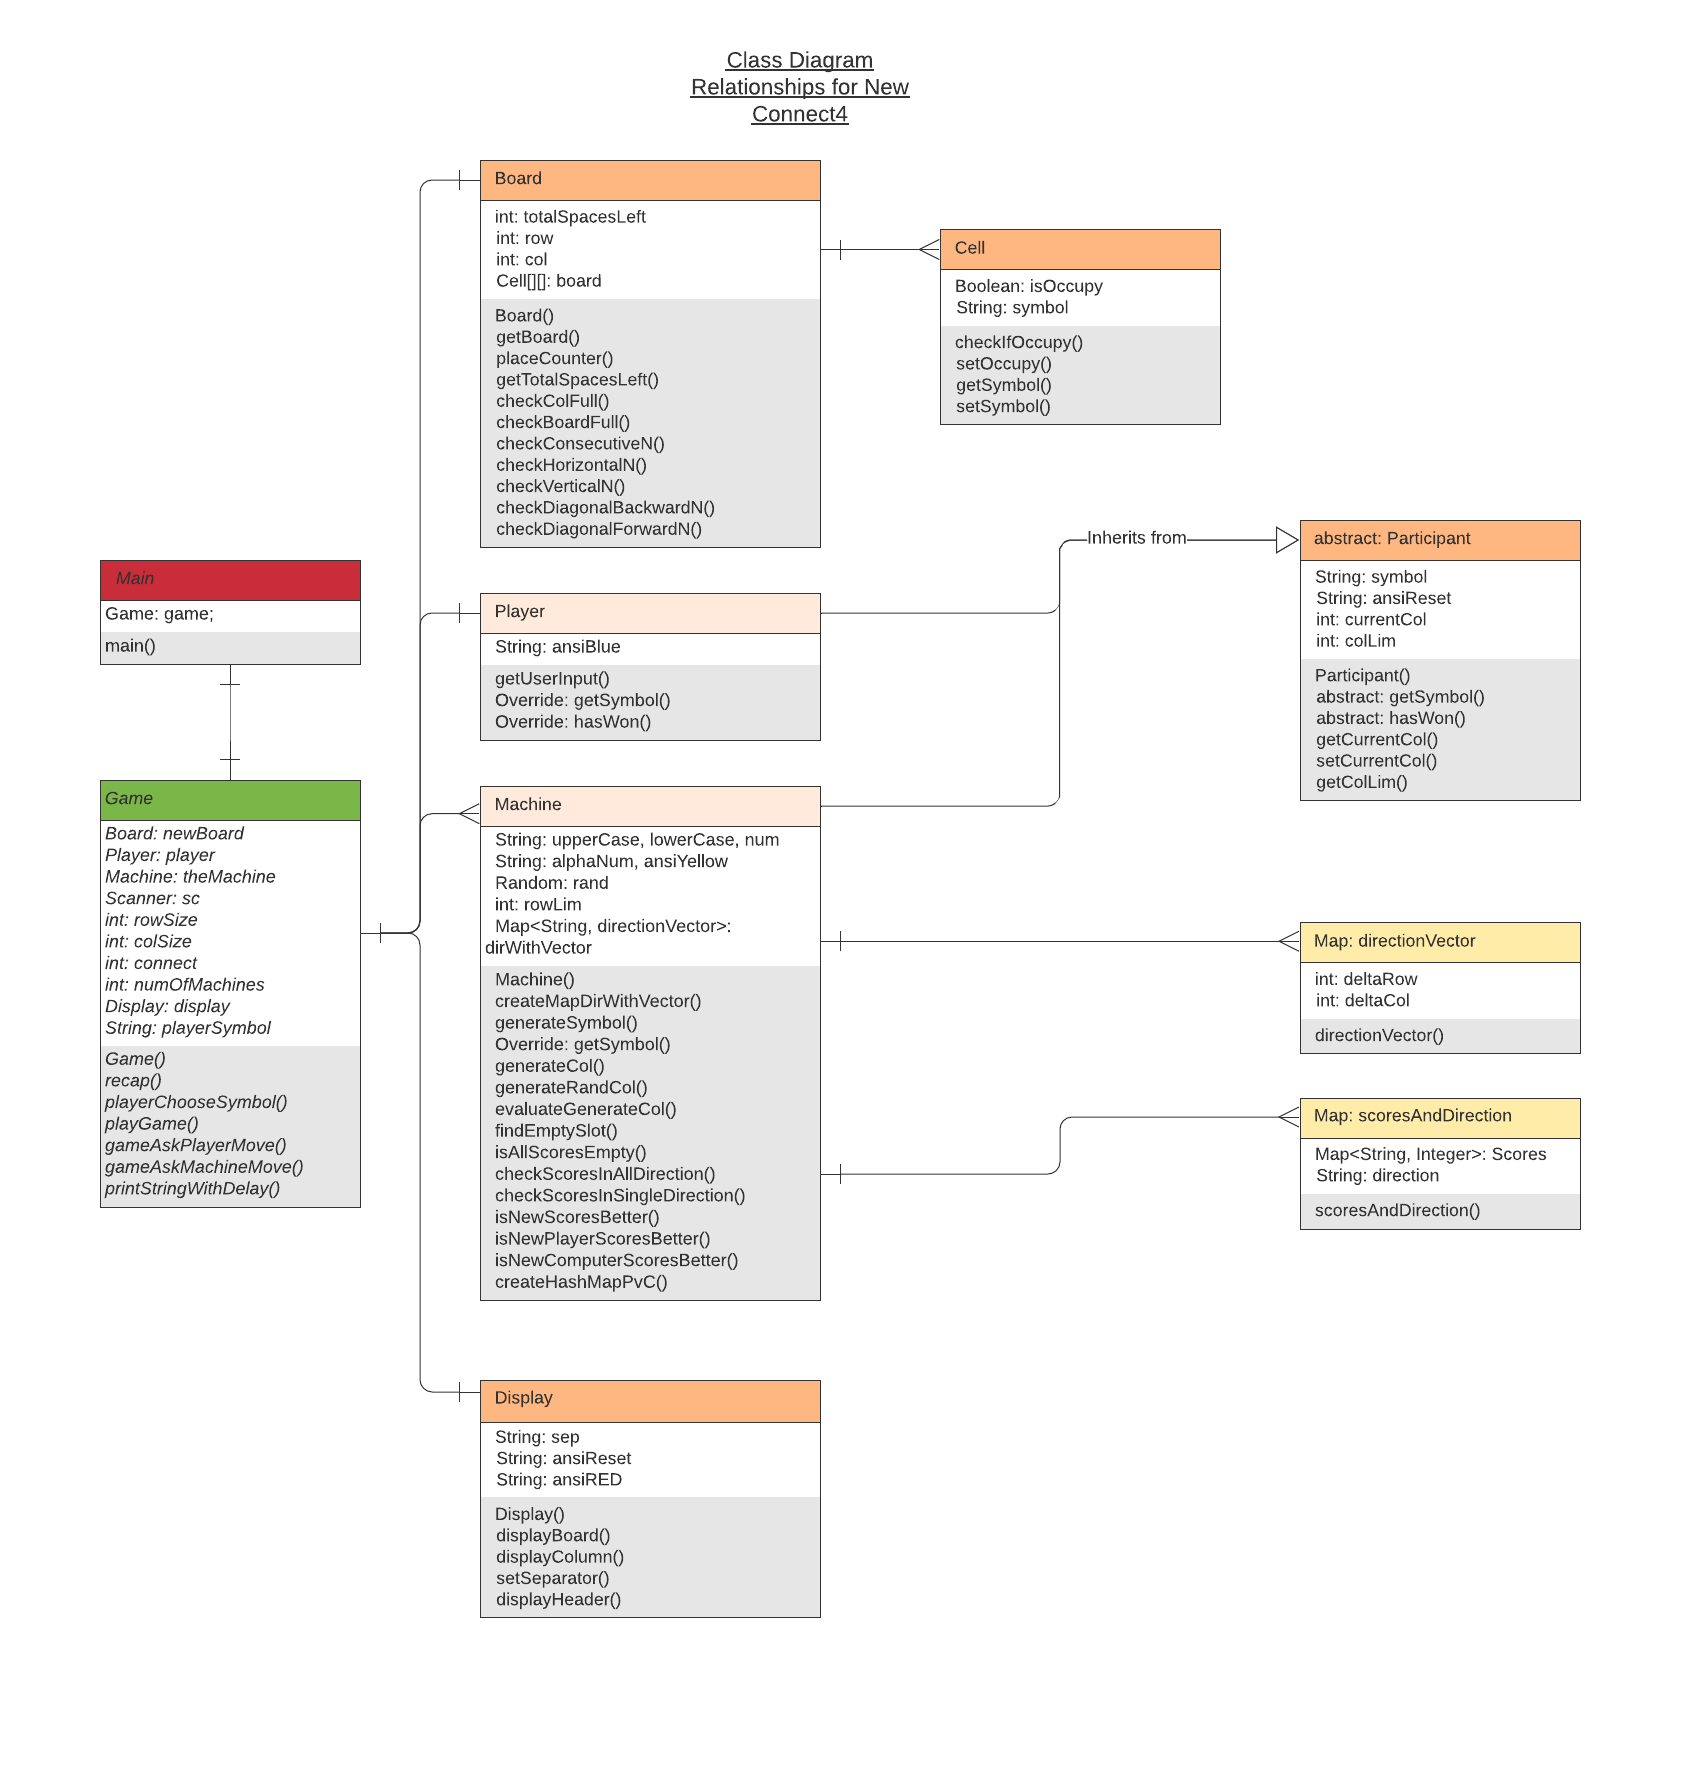 Class Diagram
Relationships for New
Connect4
Board
int: totalSpacesLeft
int: row
int: col
Cell[][]: board
Board()
getBoard()
placeCounter()
getTotalSpacesLeft()
checkColFull()
checkBoardFull()
checkConsecutiveN()
checkHorizontalN()
checkVerticalN()
checkDiagonalBackwardN()
checkDiagonalForwardN()
Cell
Boolean: isOccupy
String: symbol
checkIfOccupy()
setOccupy()
getSymbol()
setSymbol()
Inherits from
abstract: Participant
String: symbol
String: ansiReset
int: currentCol
int: colLim
Participant()
abstract: getSymbol()
abstract: hasWon()
getCurrentCol()
setCurrentCol()
getColLim()
Main
Game: game;
main()
Player
String: ansiBlue
getUserInput()
Override: getSymbol()
Override: hasWon()
Game
Board: newBoard
Player: player
Machine: theMachine
Scanner: sc
int: rowSize
int: colSize
int: connect
int: numOfMachines
Display: display
String: playerSymbol
Game()
recap()
playerChooseSymbol()
playGame()
gameAskPlayerMove()
gameAskMachineMove()
printStringWithDelay()
Machine
String: upperCase, lowerCase, num
String: alphaNum, ansiYellow
Random: rand
int: rowLim
Map<String, directionVector>:
dirWithVector
Machine()
createMapDirWithVector()
generateSymbol()
Override: getSymbol()
generateCol()
generateRandCol()
evaluateGenerateCol()
findEmptySlot()
isAllScoresEmpty()
checkScoresInAllDirection()
checkScoresInSingleDirection()
isNewScoresBetter()
isNewPlayerScoresBetter()
isNewComputerScoresBetter()
createHashMapPvC()
Map: directionVector
int: deltaRow
int: deltaCol
directionVector()
Map: scoresAndDirection
Map<String, Integer>: Scores
String: direction
scoresAndDirection()
Display
String: sep
String: ansiReset
String: ansiRED
Display()
displayBoard()
displayColumn()
setSeparator()
displayHeader()